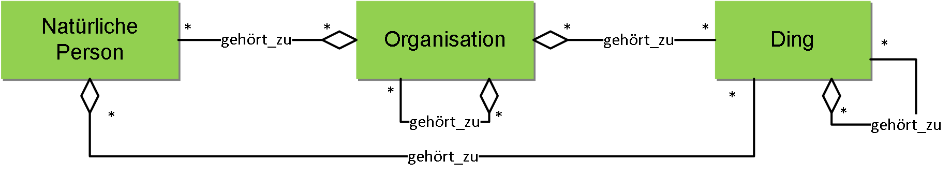 Natürliche
Person
* gehört_zu *
Organisation
* gehört_zu *
Ding
*
* gehört_zu *
* gehört_zu
* gehört_zu *